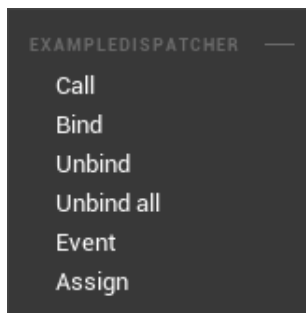 EXAMPLEDISPATCHER
Call
Bind
Unbind
Unbind all
Event
Assign